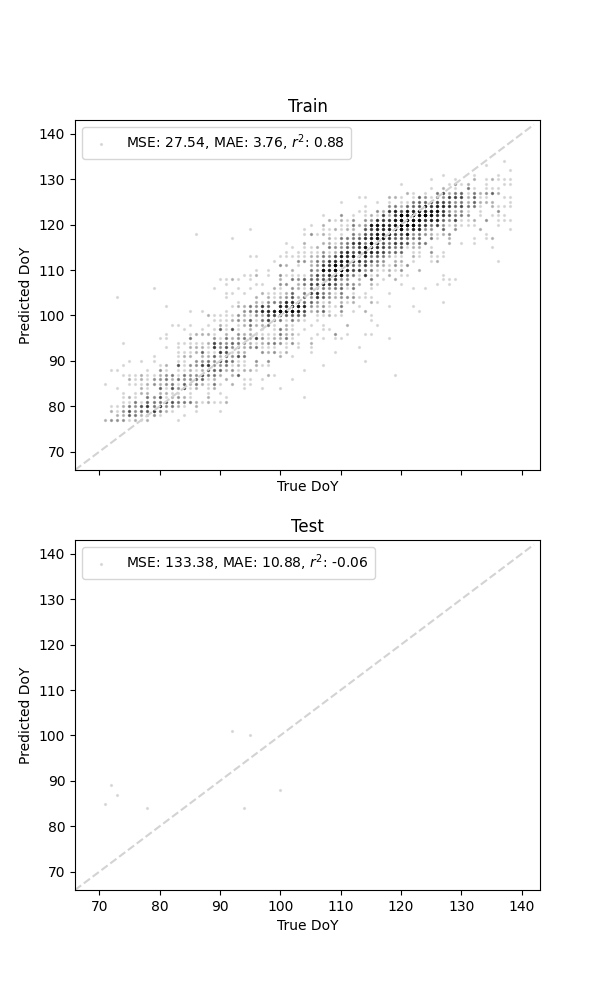 Train
MSE: 27.54, MAE: 3.76, r²: 0.88
140
130
120
110
100
90
80
70
Predicted DoY
True DoY
Test
MSE: 133.38, MAE: 10.88, r²: -0.06
140
130
120
110
100
90
80
70
Predicted DoY
70 80 90 100 110 120 130 140
True DoY